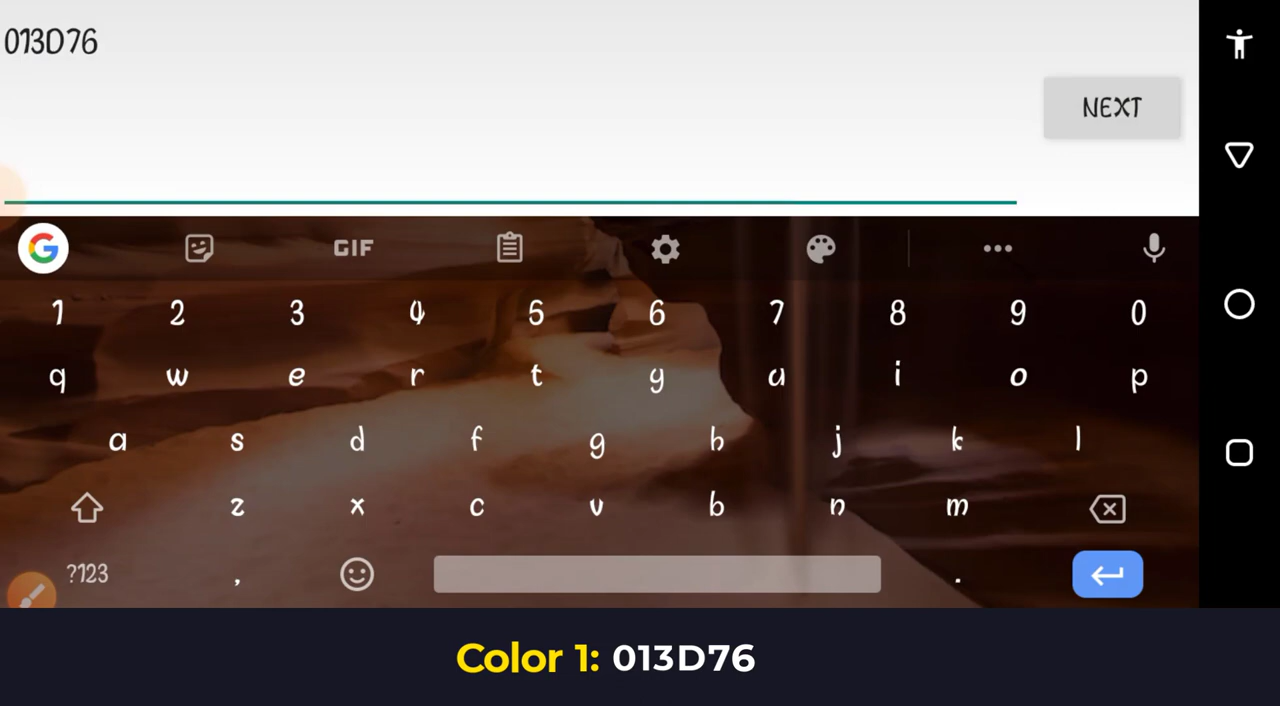 013D76
NEXT
G
GIF
1 2 3 4 5 6 7 8 9 0
q w e r t y u i o p
a s d f g h j k l
z x c v b n m
?123 , .
Color 1: 013D76